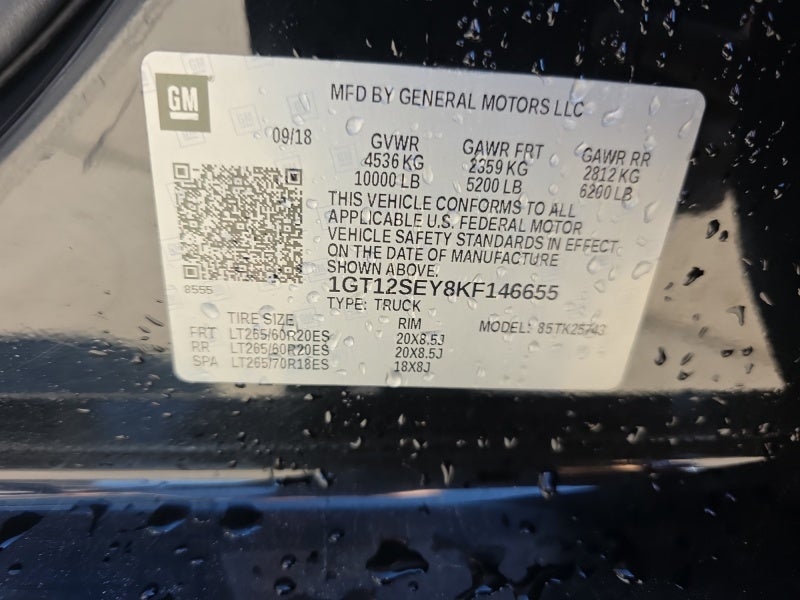 GM
MFD BY GENERAL MOTORS LLC
09/18
GVWR
4536 KG
10000 LB
GAWR FRT
2359 KG
5200 LB
GAWR RR
2812 KG
6200 LB
THIS VEHICLE CONFORMS TO ALL
APPLICABLE U.S. FEDERAL MOTOR
VEHICLE SAFETY STANDARDS IN EFFECT
ON THE DATE OF MANUFACTURE
SHOWN ABOVE.
8555
1GT12SEY8KF146655
TYPE: TRUCK
MODEL: 85TK25743
TIRE SIZE RIM
FRT LT265/60R20ES 20X8.5J
RR LT265/60R20ES 20X8.5J
SPA LT265/70R18ES 18X8J